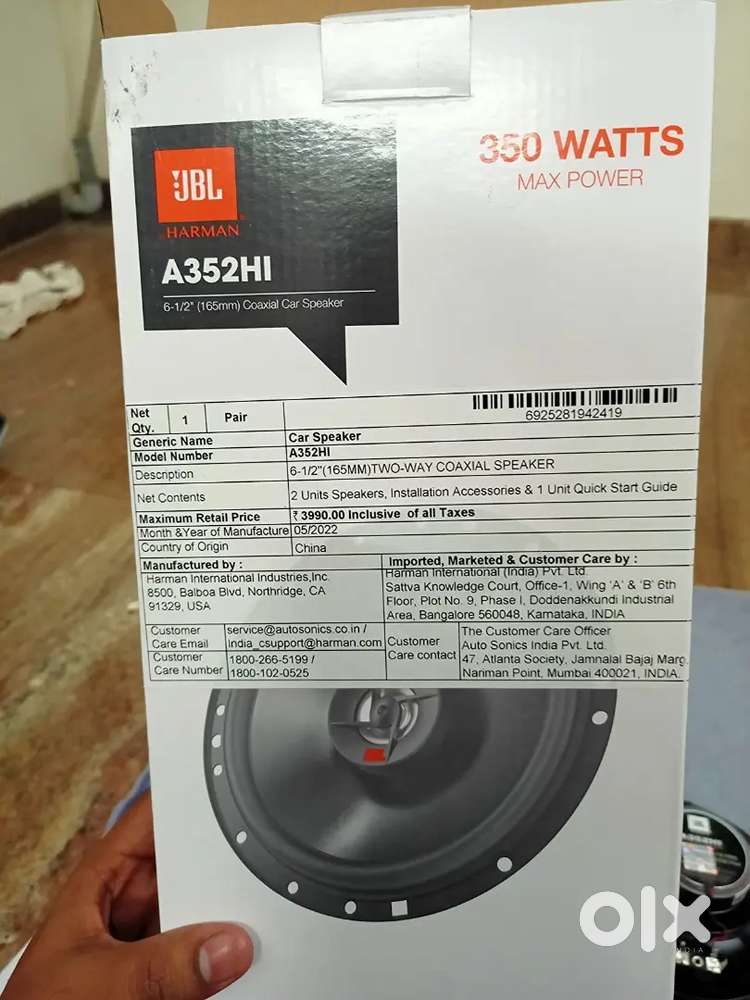 350 WATTS
MAX POWER
JBL
HARMAN
A352HI
6-1/2" (165mm) Coaxial Car Speaker
Net Qty. 1 Pair
6925281942419
Generic Name Car Speaker
Model Number A352HI
Description 6-1/2"(165MM)TWO-WAY COAXIAL SPEAKER
Net Contents 2 Units Speakers, Installation Accessories & 1 Unit Quick Start Guide
Maximum Retail Price ₹ 3990.00 Inclusive of all Taxes
Month &Year of Manufacture 05/2022
Country of Origin China
Manufactured by :
Harman International Industries,Inc.
8500, Balboa Blvd, Northridge, CA
91329, USA
Imported, Marketed & Customer Care by :
Harman International (India) Pvt. Ltd.
Sattva Knowledge Court, Office-1, Wing 'A' & 'B' 6th
Floor, Plot No. 9, Phase I, Doddenakkundi Industrial
Area, Bangalore 560048, Karnataka, INDIA
Customer Care Email
service@autosonics.co.in /
India_csupport@harman.com
Customer Care Number
1800-266-5199 /
1800-102-0525
Customer Care contact
The Customer Care Officer
Auto Sonics India Pvt. Ltd.
47, Atlanta Society, Jamnalal Bajaj Marg.
Nariman Point, Mumbai 400021, INDIA.
JBL
A352HI
olx
INDIA